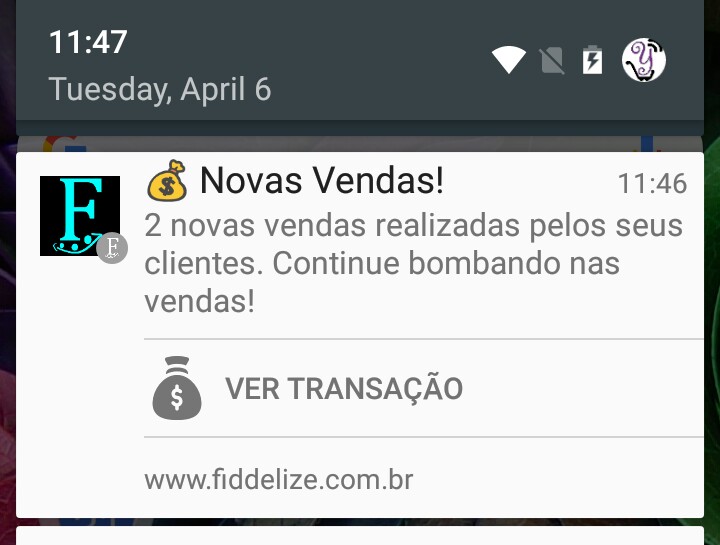 11:47
Tuesday, April 6
F
💰 Novas Vendas! 11:46
2 novas vendas realizadas pelos seus
clientes. Continue bombando nas
vendas!
VER TRANSAÇÃO
www.fiddelize.com.br